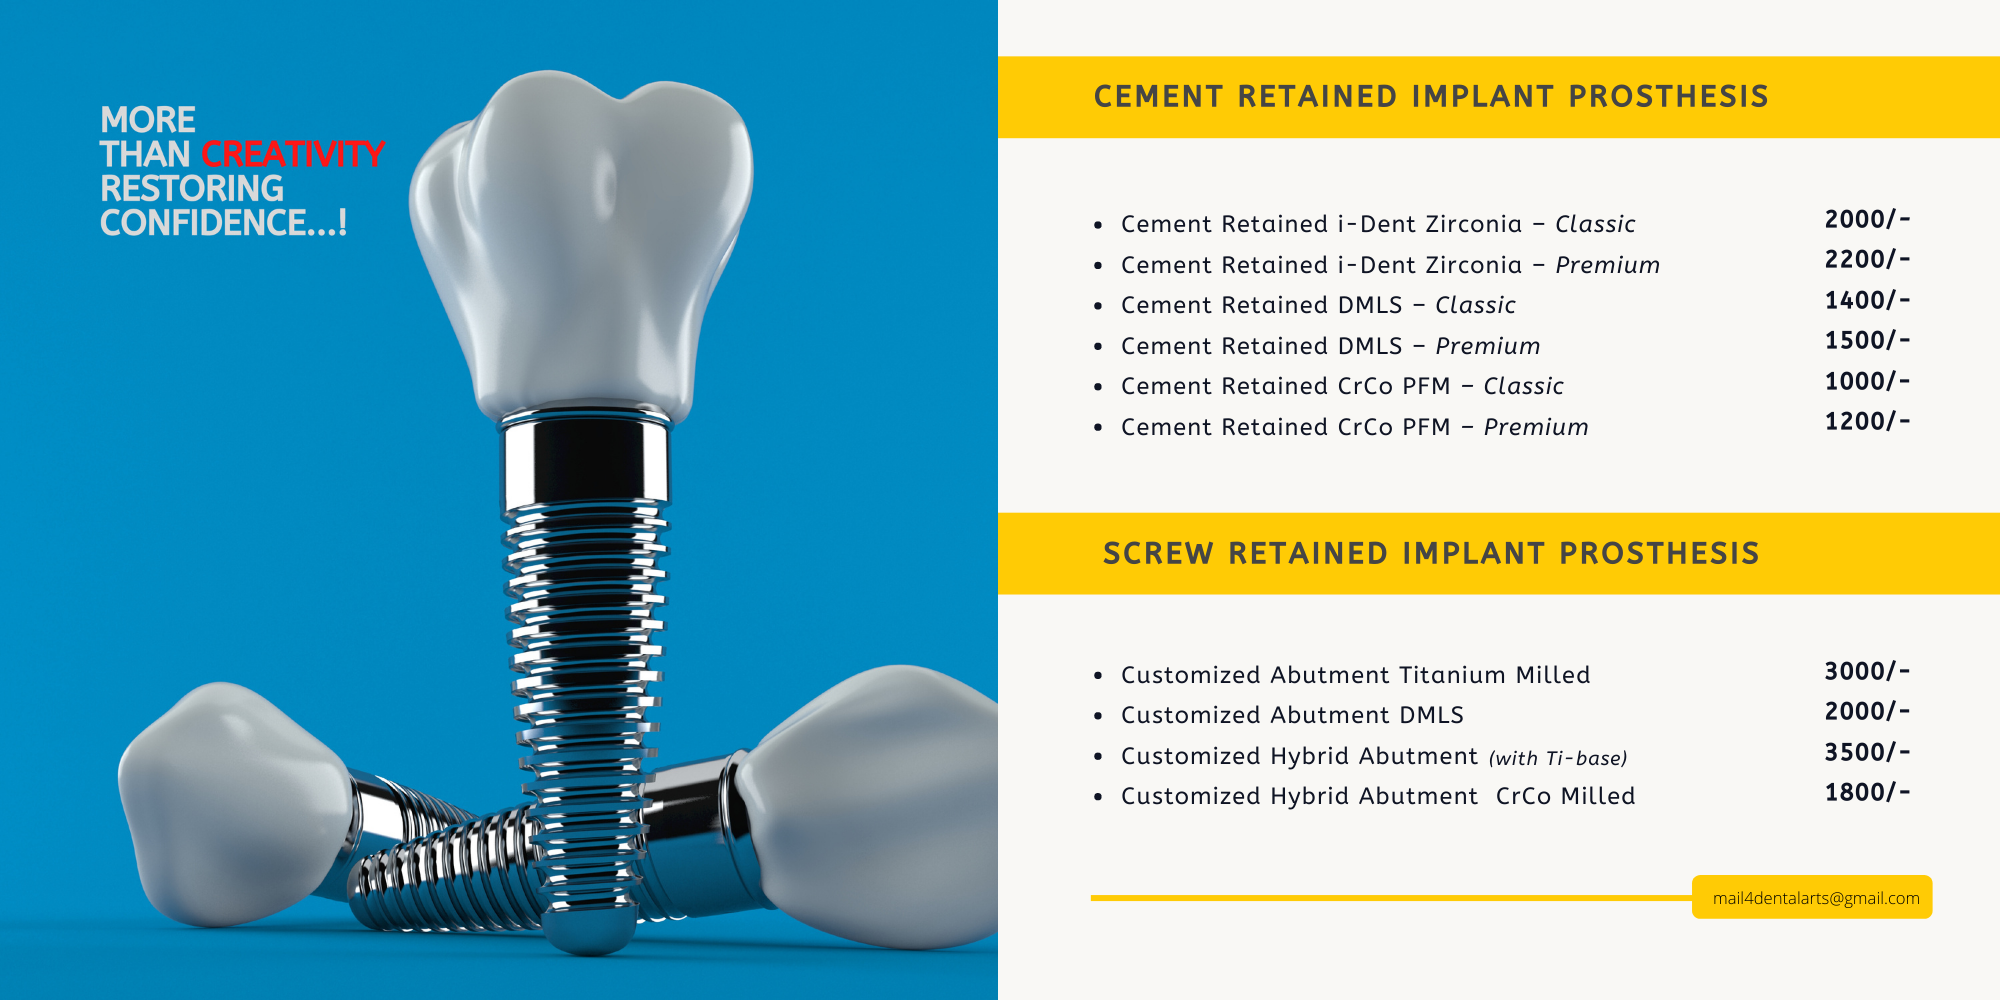 MORE
THAN CREATIVITY
RESTORING
CONFIDENCE...!
CEMENT RETAINED IMPLANT PROSTHESIS
• Cement Retained i-Dent Zirconia – Classic 2000/-
• Cement Retained i-Dent Zirconia – Premium 2200/-
• Cement Retained DMLS – Classic 1400/-
• Cement Retained DMLS – Premium 1500/-
• Cement Retained CrCo PFM – Classic 1000/-
• Cement Retained CrCo PFM – Premium 1200/-
SCREW RETAINED IMPLANT PROSTHESIS
• Customized Abutment Titanium Milled 3000/-
• Customized Abutment DMLS 2000/-
• Customized Hybrid Abutment (with Ti-base) 3500/-
• Customized Hybrid Abutment CrCo Milled 1800/-
mail4dentalarts@gmail.com